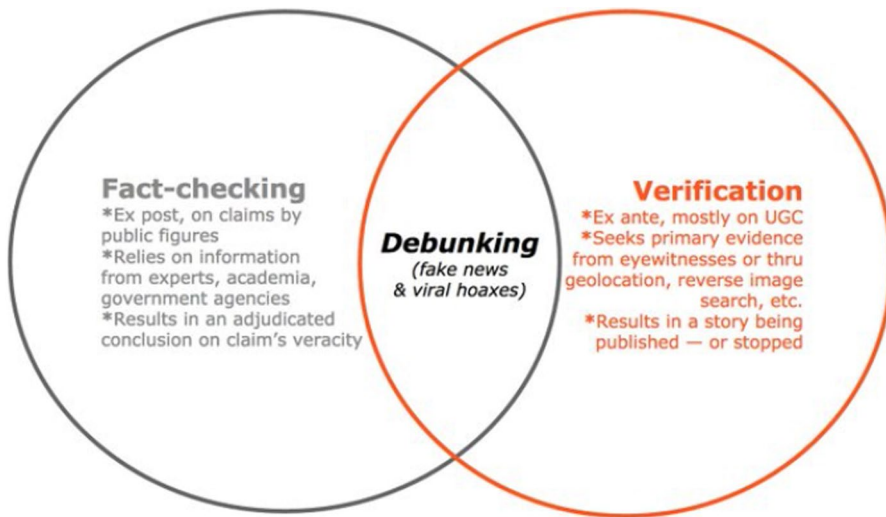 Fact-checking
*Ex post, on claims by
public figures
*Relies on information
from experts, academia,
government agencies
*Results in an adjudicated
conclusion on claim's veracity
Debunking
(fake news
& viral hoaxes)
Verification
*Ex ante, mostly on UGC
*Seeks primary evidence
from eyewitnesses or thru
geolocation, reverse image
search, etc.
*Results in a story being
published — or stopped